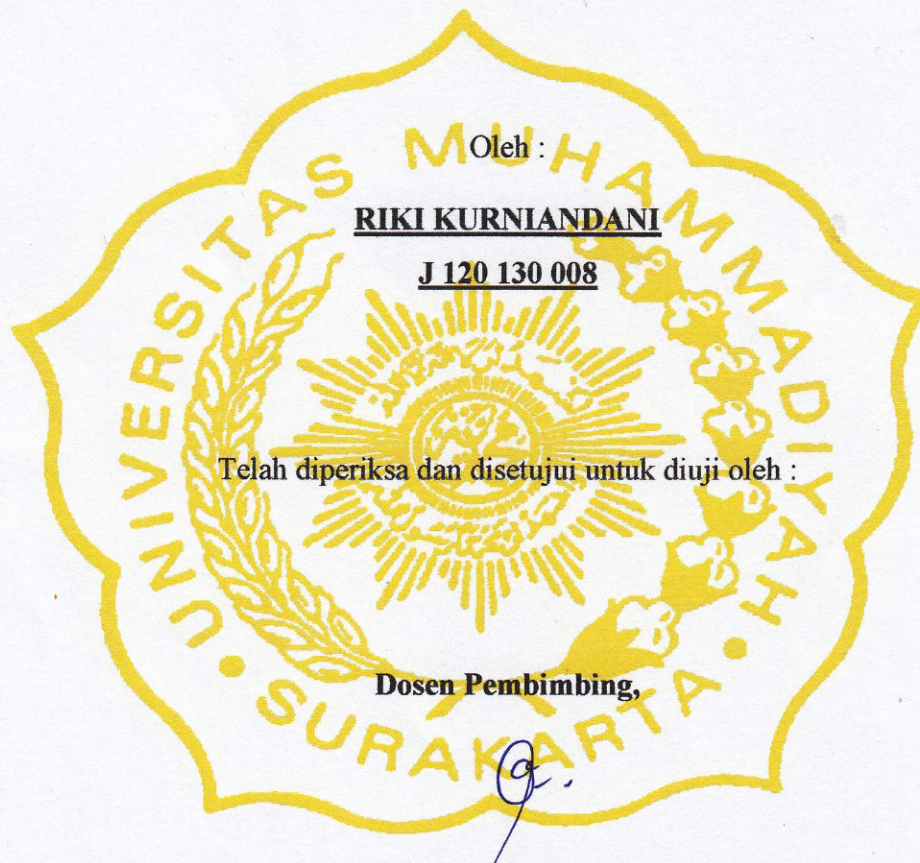 Oleh :
RIKI KURNIANDANI
J 120 130 008
Telah diperiksa dan disetujui untuk diuji oleh :
Dosen Pembimbing,
UNIVERSITAS MUHAMMADIYAH
SURAKARTA